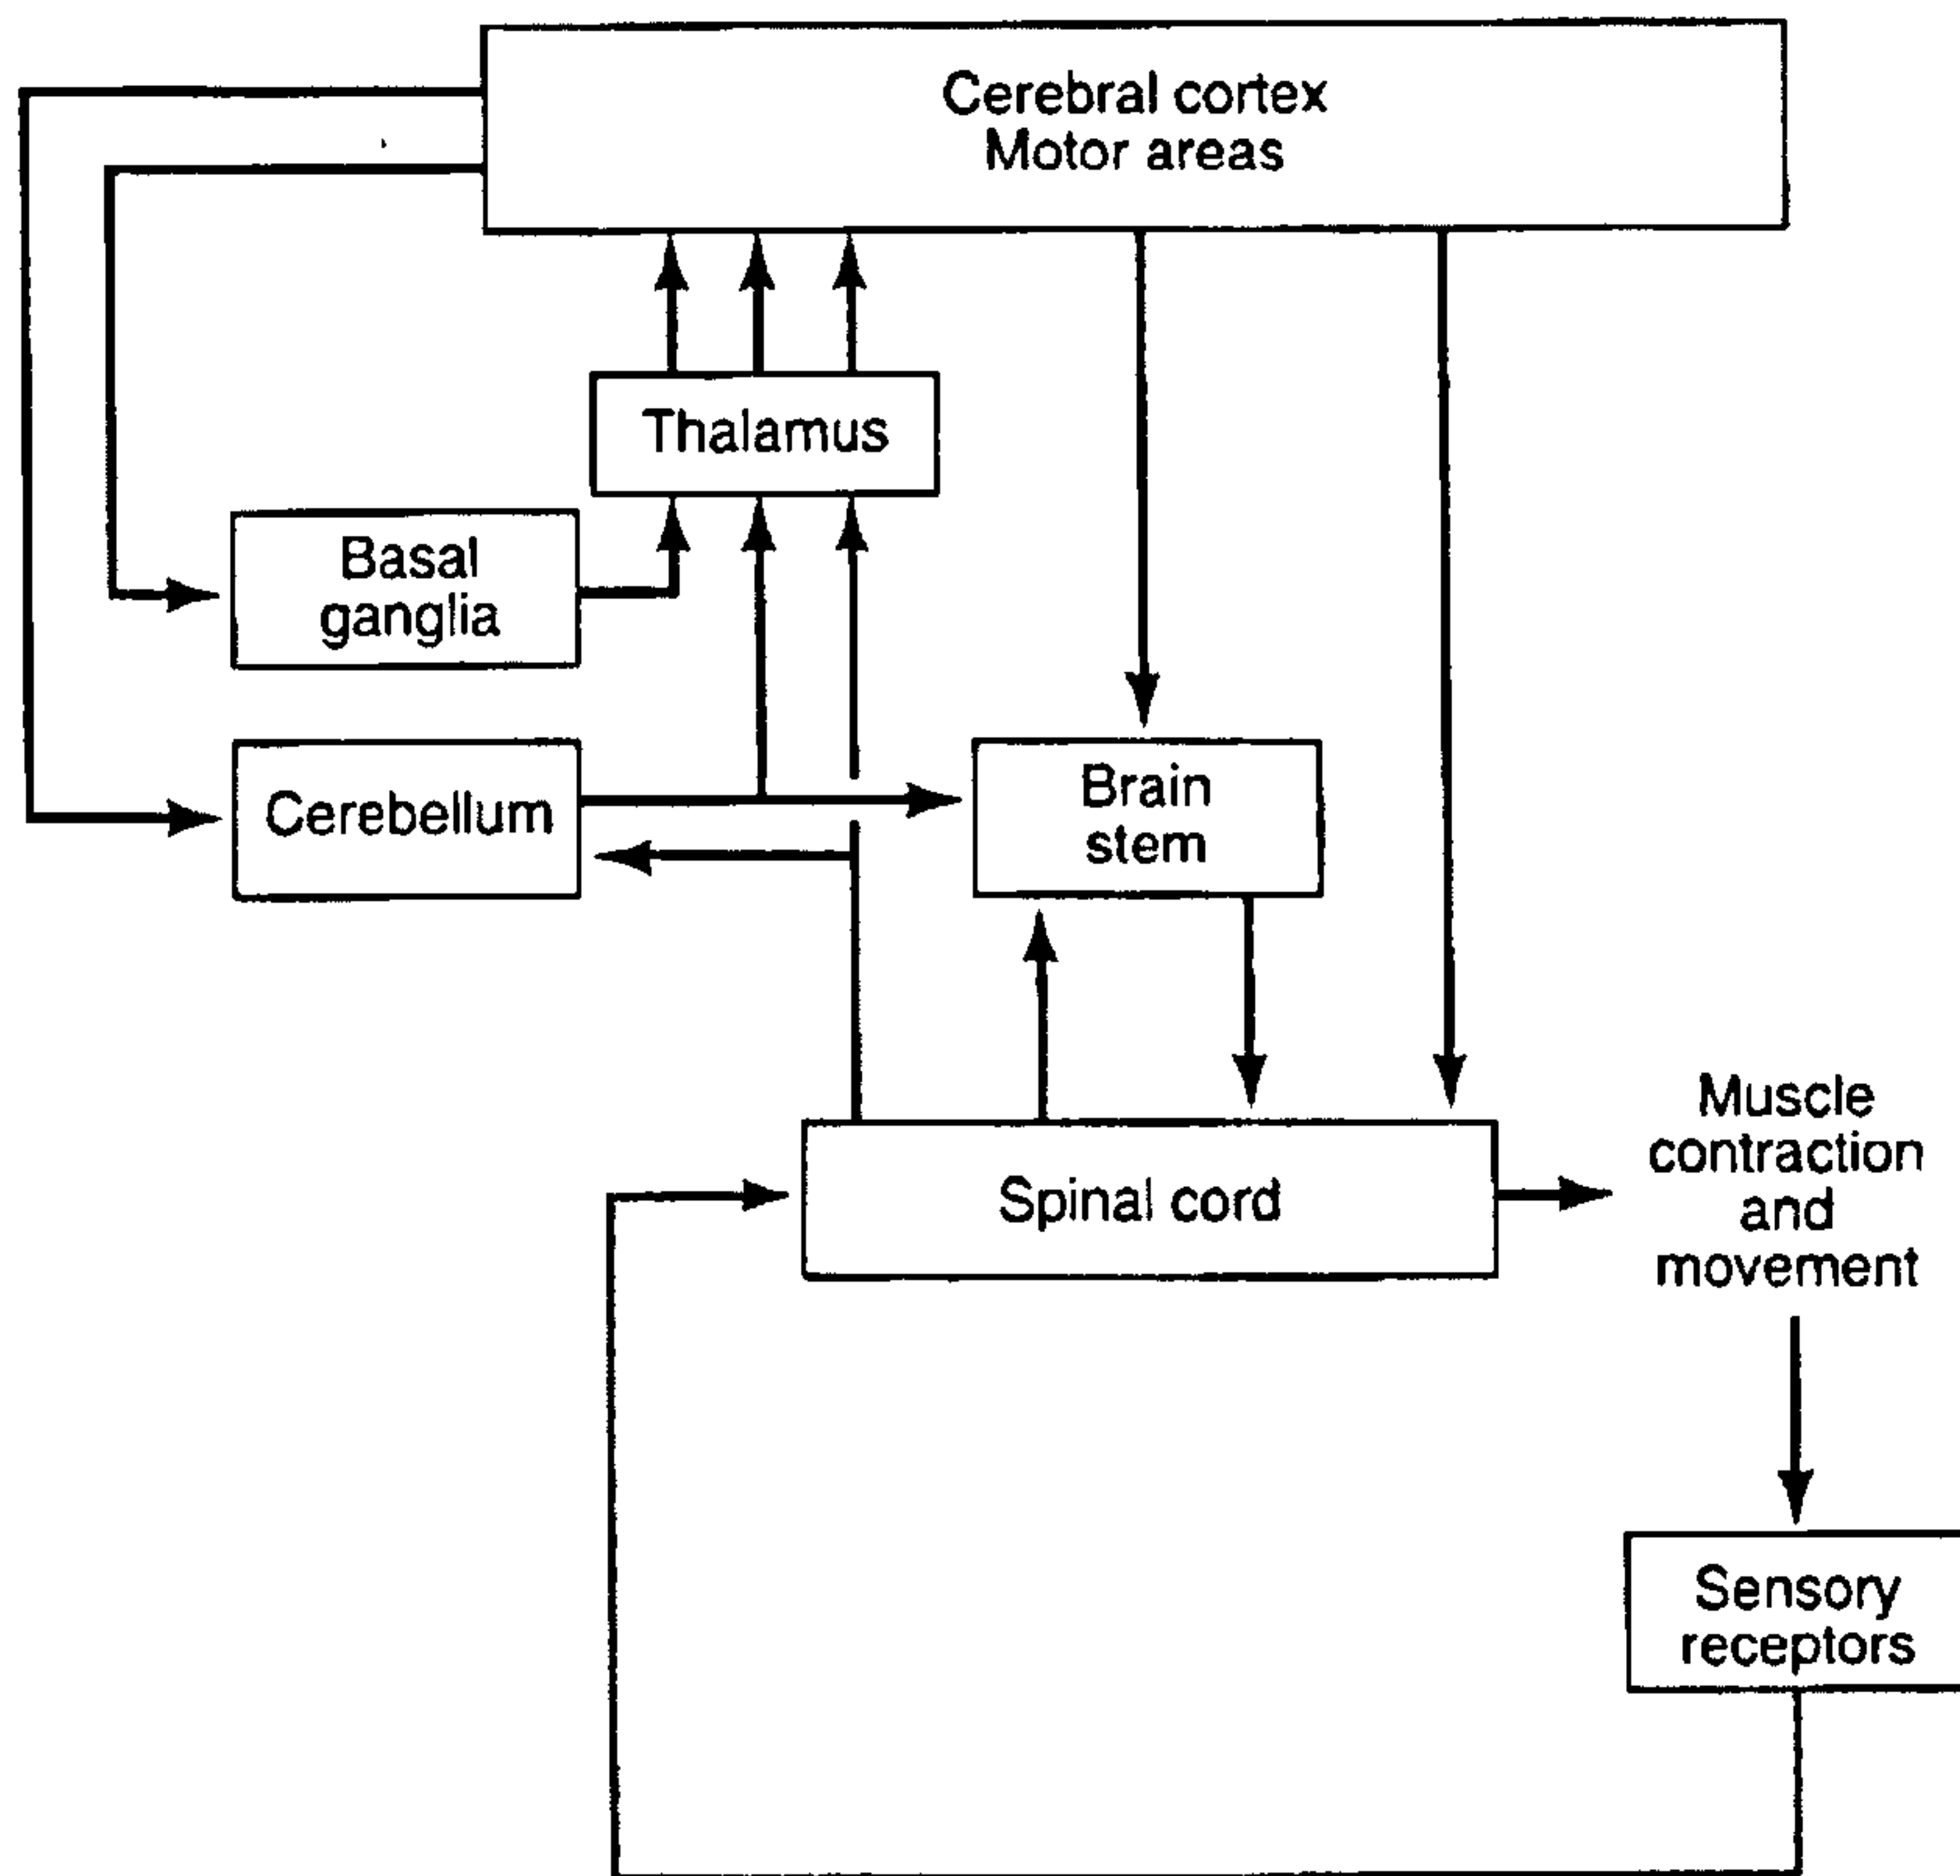 Cerebral cortex
Motor areas
Thalamus
Basal
ganglia
Cerebellum
Brain
stem
Spinal cord
Muscle
contraction
and
movement
Sensory
receptors